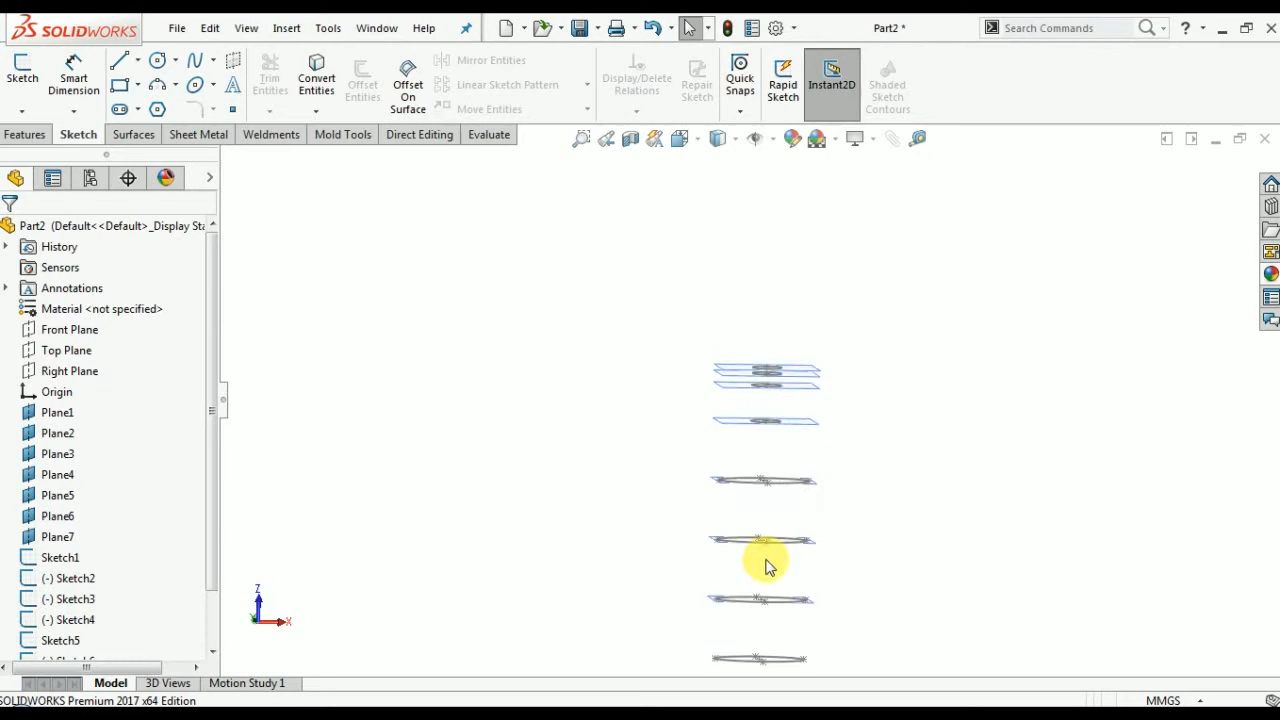 SOLIDWORKS File Edit View Insert Tools Window Help Part2 * Search Commands
Sketch Smart Dimension Trim Entities Convert Entities Offset Entities Offset On Surface Mirror Entities Linear Sketch Pattern Move Entities Display/Delete Relations Repair Sketch Quick Snaps Rapid Sketch Instant2D Shaded Sketch Contours
Features Sketch Surfaces Sheet Metal Weldments Mold Tools Direct Editing Evaluate
Part2 (Default<<Default>_Display Sta
History
Sensors
Annotations
Material <not specified>
Front Plane
Top Plane
Right Plane
Origin
Plane1
Plane2
Plane3
Plane4
Plane5
Plane6
Plane7
Sketch1
(-) Sketch2
(-) Sketch3
(-) Sketch4
Sketch5
Z
X
Model 3D Views Motion Study 1
SOLIDWORKS Premium 2017 x64 Edition MMGS